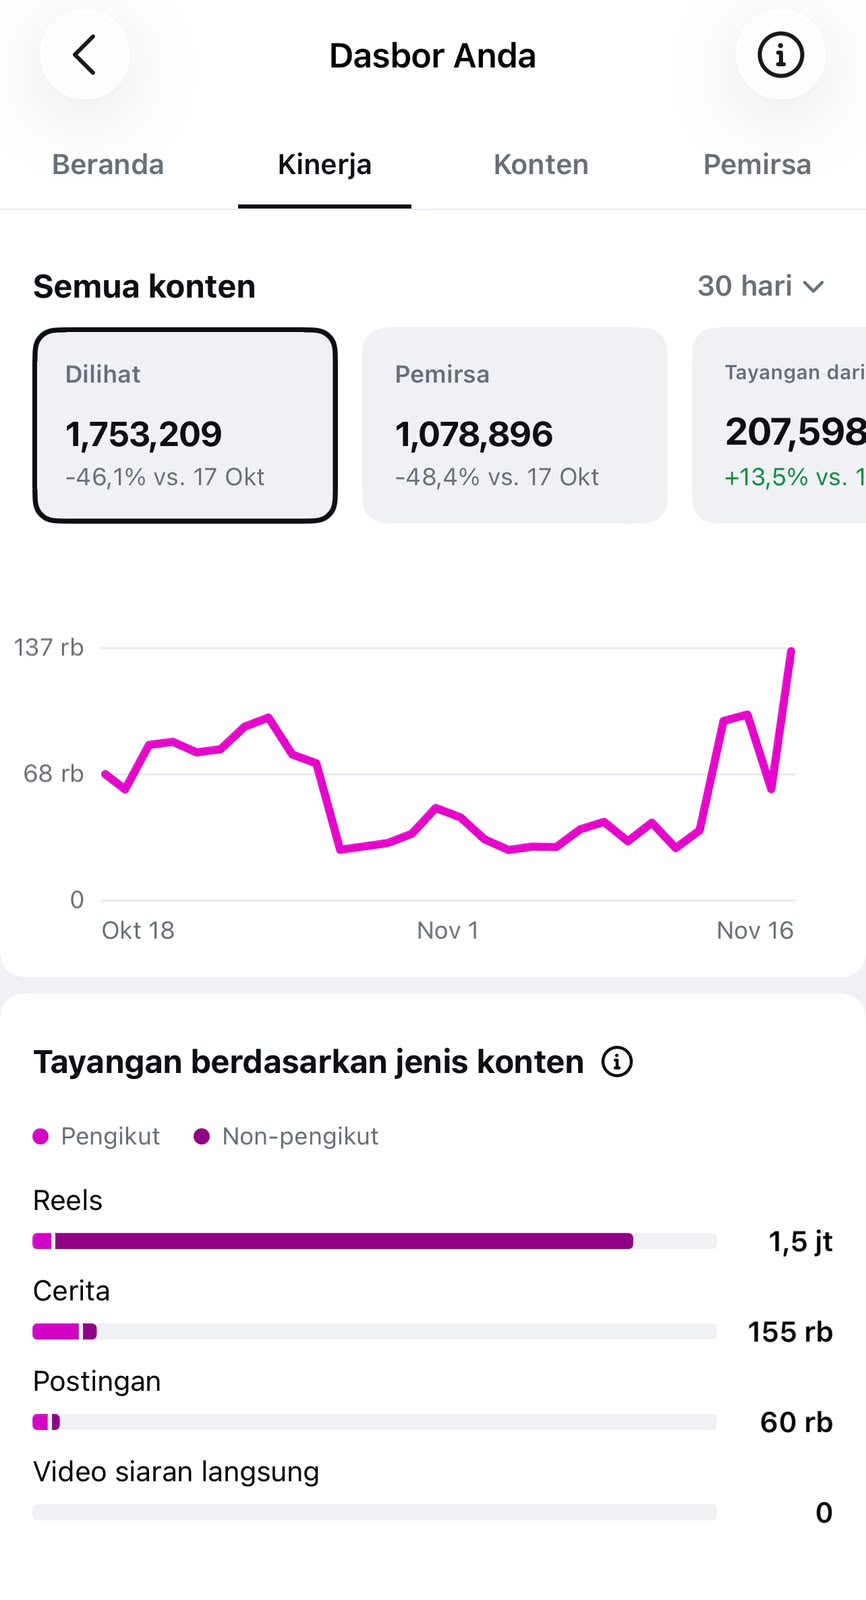 Dasbor Anda
Beranda Kinerja Konten Pemirsa
Semua konten 30 hari
Dilihat
1,753,209
-46,1% vs. 17 Okt
Pemirsa
1,078,896
-48,4% vs. 17 Okt
Tayangan dari
207,598
+13,5% vs. 1
137 rb
68 rb
0
Okt 18 Nov 1 Nov 16
Tayangan berdasarkan jenis konten
Pengikut Non-pengikut
Reels
1,5 jt
Cerita
155 rb
Postingan
60 rb
Video siaran langsung
0